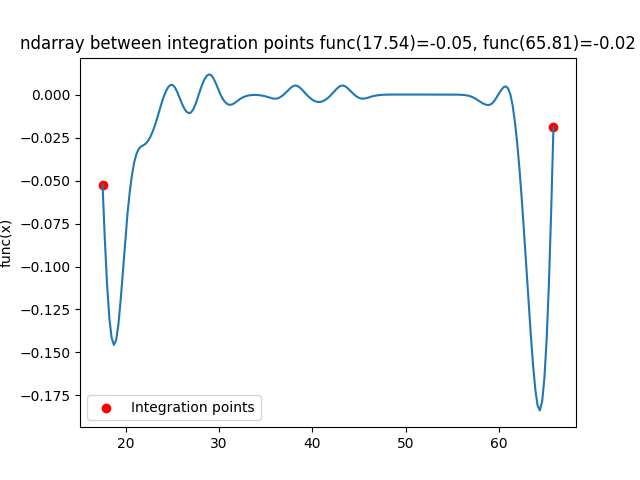 ndarray between integration points func(17.54)=-0.05, func(65.81)=-0.02
0.000
−0.025
−0.050
−0.075
−0.100
−0.125
−0.150
−0.175
func(x)
Integration points
20 30 40 50 60